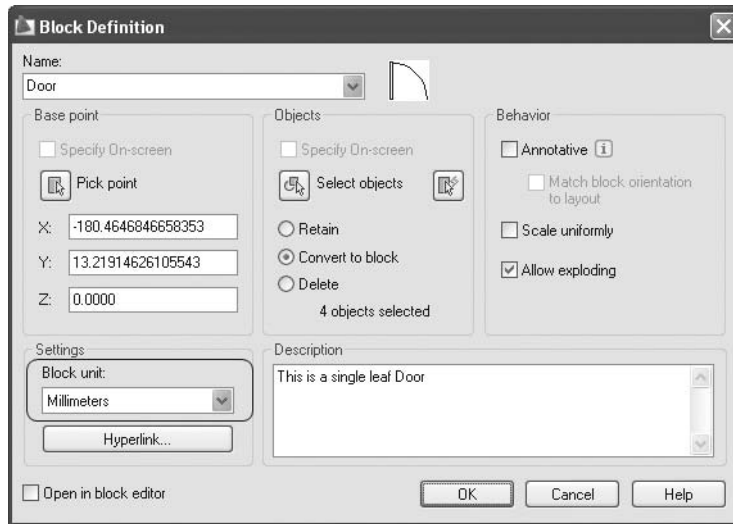 Block Definition
Name:
Door
Base point
Specify On-screen
Pick point
X: -180.4646846658353
Y: 13.21914626105543
Z: 0.0000
Objects
Specify On-screen
Select objects
Retain
Convert to block
Delete
4 objects selected
Behavior
Annotative i
Match block orientation
to layout
Scale uniformly
Allow exploding
Settings
Block unit:
Millimeters
Hyperlink...
Description
This is a single leaf Door
Open in block editor
OK Cancel Help